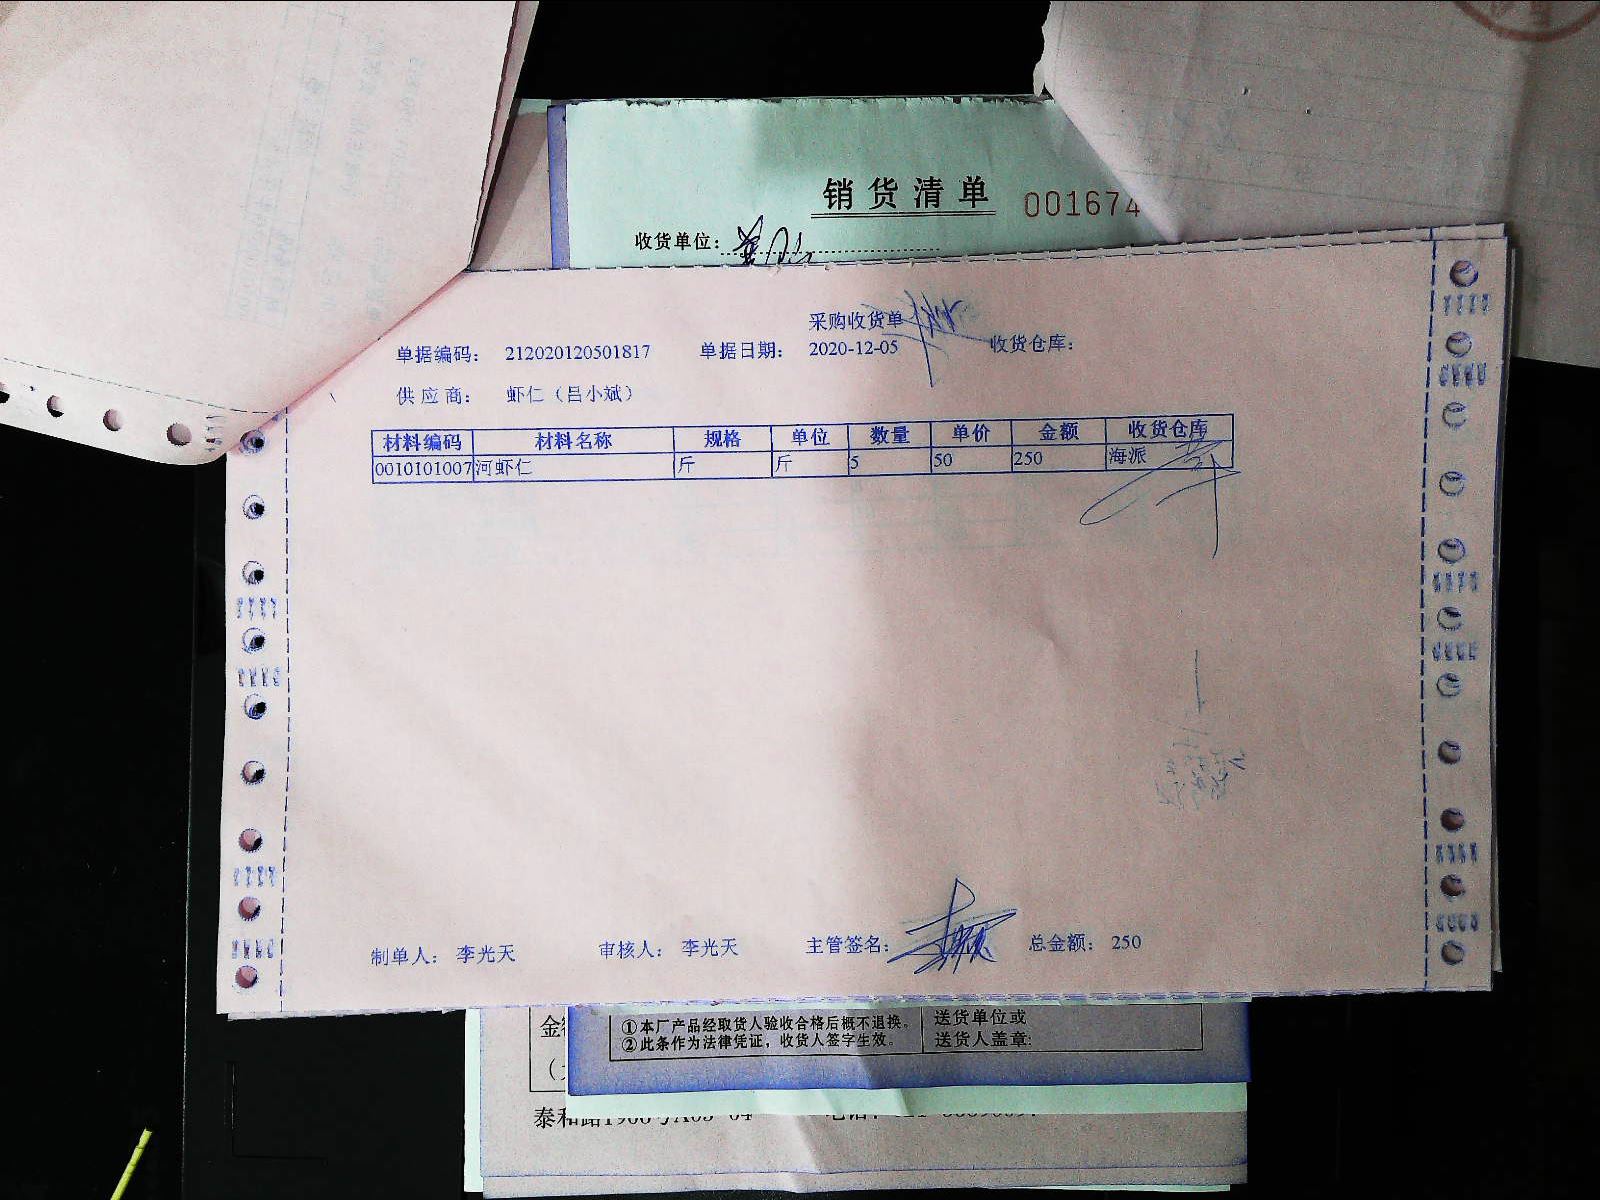 销货清单 001674
收货单位:
采购收货单
单据编码: 212020120501817 单据日期: 2020-12-05 收货仓库:
供应商: 虾仁（吕小斌）
材料编码 材料名称 规格 单位 数量 单价 金额 收货仓库
0010101007 河虾仁 斤 斤 5 50 250 海派
制单人: 李光天 审核人: 李光天 主管签名: 总金额: 250
①本厂产品经取货人验收合格后概不退换。 送货单位或
②此条作为法律凭证，收货人签字生效。 送货人盖章: